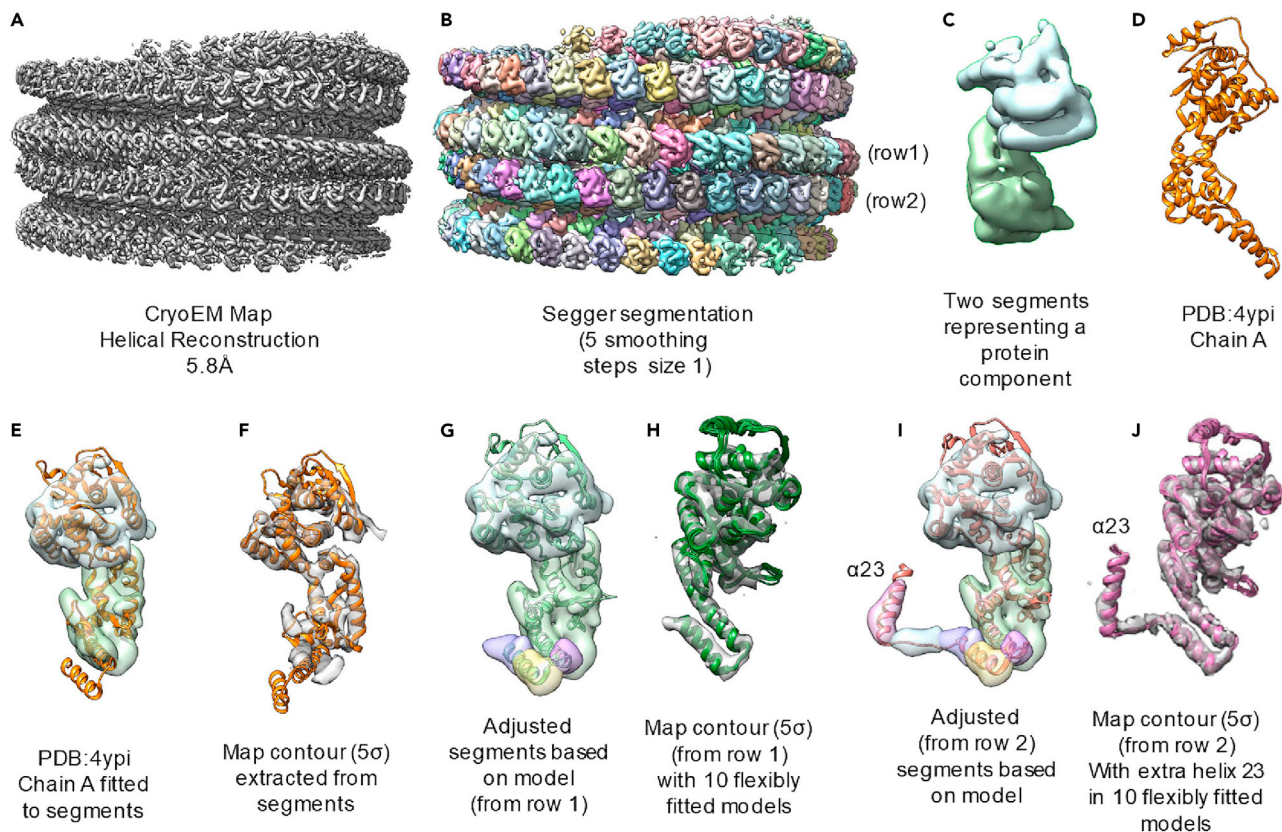 A
B
C
D
(row1)
(row2)
CryoEM Map
Helical Reconstruction
5.8Å
Segger segmentation
(5 smoothing
steps size 1)
Two segments
representing a
protein
component
PDB:4ypi
Chain A
E
F
G
H
I
J
α23
α23
PDB:4ypi
Chain A fitted
to segments
Map contour (5σ)
extracted from
segments
Adjusted
segments based
on model
(from row 1)
Map contour (5σ)
(from row 1)
with 10 flexibly
fitted models
Adjusted
(from row 2)
segments based
on model
Map contour (5σ)
(from row 2)
With extra helix 23
in 10 flexibly fitted
models